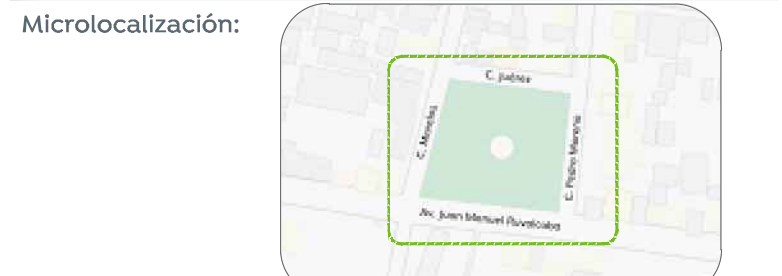 Microlocalización:
C. Juárez
C. Morelos
C. Pedro Moreno
Av. Juan Manuel Ruvalcaba